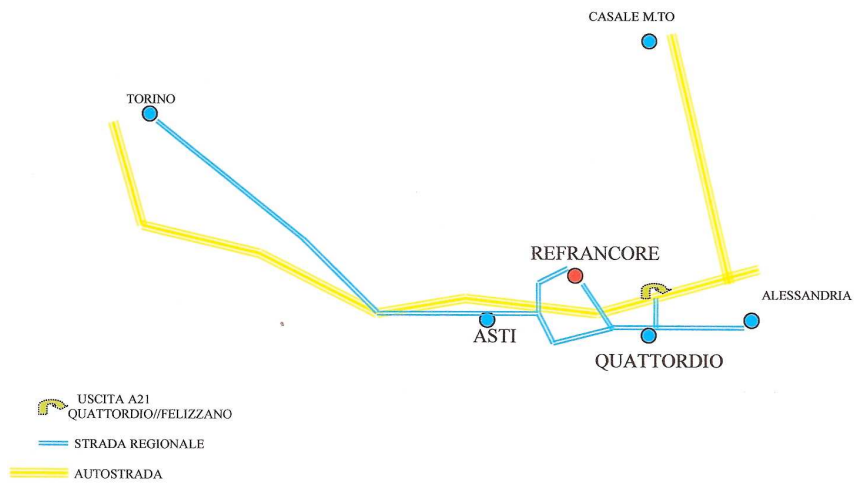 CASALE M.TO
TORINO
REFRANCORE
ALESSANDRIA
ASTI
QUATTORDIO
USCITA A21
QUATTORDIO//FELIZZANO
STRADA REGIONALE
AUTOSTRADA